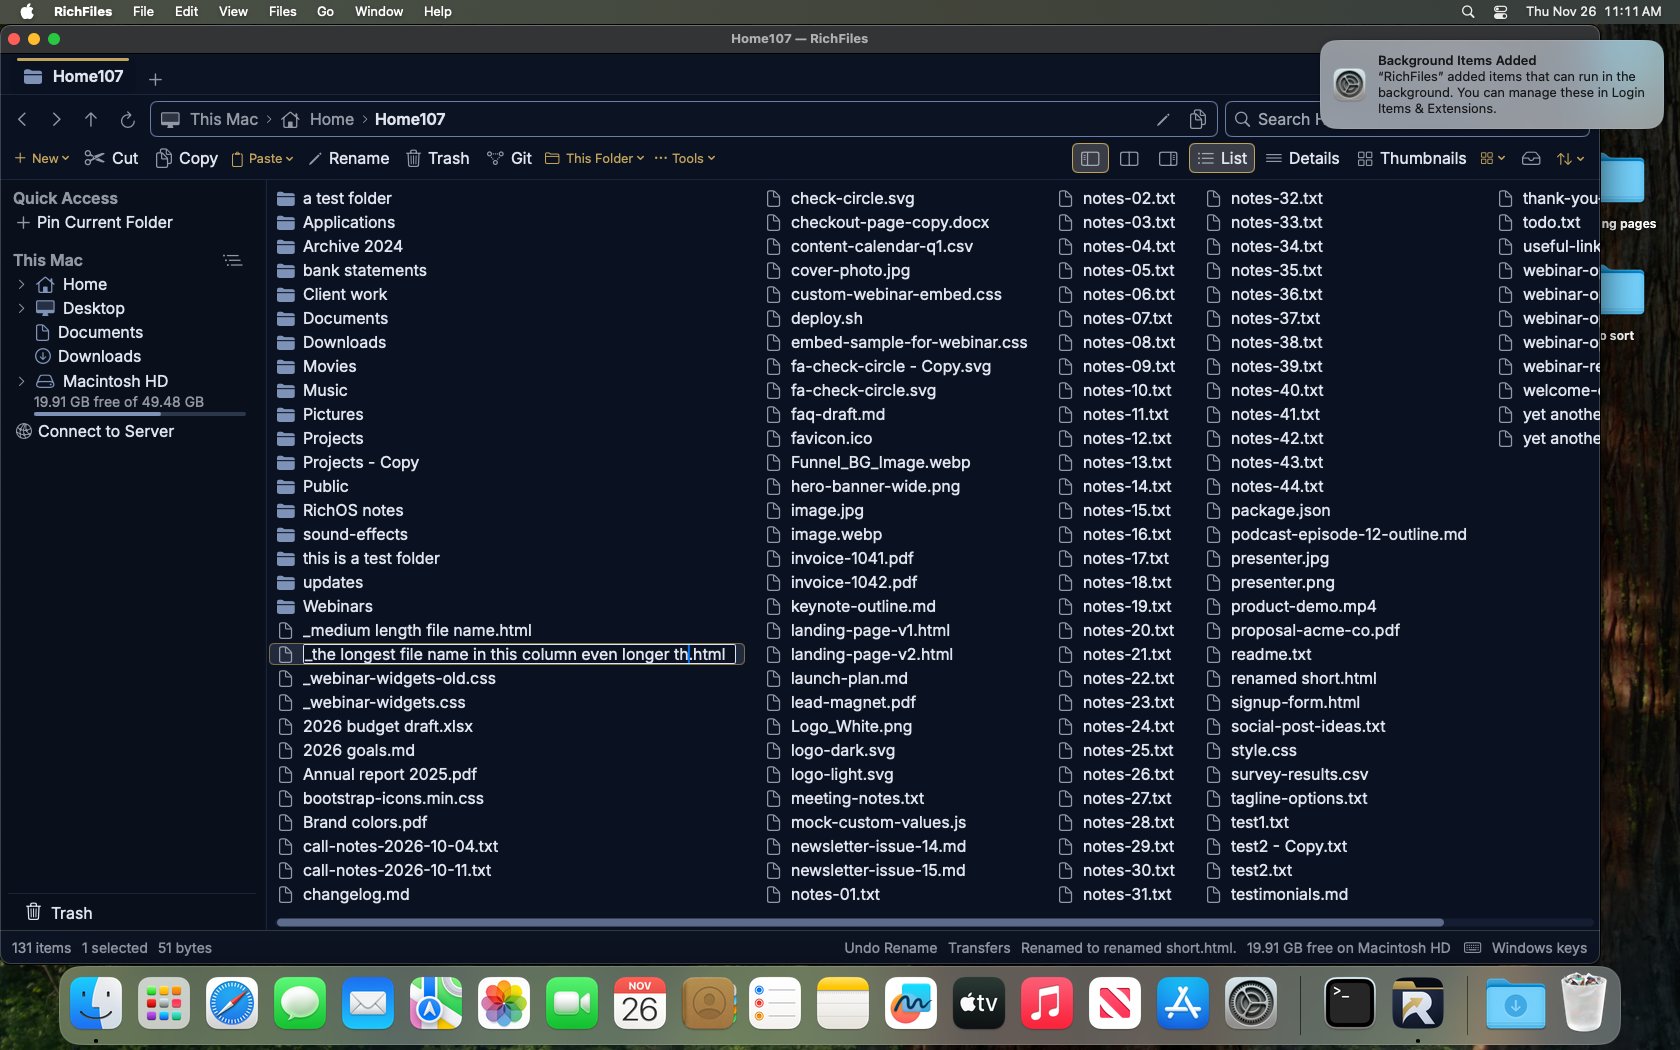 RichFiles File Edit View Files Go Window Help Thu Nov 26 11:11 AM
Home107 — RichFiles
Background Items Added
“RichFiles” added items that can run in the
background. You can manage these in Login
Items & Extensions.
Home107
This Mac Home Home107
Search
New Cut Copy Paste Rename Trash Git This Folder Tools List Details Thumbnails
Quick Access
Pin Current Folder
This Mac
Home
Desktop
Documents
Downloads
Macintosh HD
19.91 GB free of 49.48 GB
Connect to Server
Trash
a test folder
Applications
Archive 2024
bank statements
Client work
Documents
Downloads
Movies
Music
Pictures
Projects
Projects - Copy
Public
RichOS notes
sound-effects
this is a test folder
updates
Webinars
_medium length file name.html
_the longest file name in this column even longer th.html
_webinar-widgets-old.css
_webinar-widgets.css
2026 budget draft.xlsx
2026 goals.md
Annual report 2025.pdf
bootstrap-icons.min.css
Brand colors.pdf
call-notes-2026-10-04.txt
call-notes-2026-10-11.txt
changelog.md
check-circle.svg
checkout-page-copy.docx
content-calendar-q1.csv
cover-photo.jpg
custom-webinar-embed.css
deploy.sh
embed-sample-for-webinar.css
fa-check-circle - Copy.svg
fa-check-circle.svg
faq-draft.md
favicon.ico
Funnel_BG_Image.webp
hero-banner-wide.png
image.jpg
image.webp
invoice-1041.pdf
invoice-1042.pdf
keynote-outline.md
landing-page-v1.html
landing-page-v2.html
launch-plan.md
lead-magnet.pdf
Logo_White.png
logo-dark.svg
logo-light.svg
meeting-notes.txt
mock-custom-values.js
newsletter-issue-14.md
newsletter-issue-15.md
notes-01.txt
notes-02.txt
notes-03.txt
notes-04.txt
notes-05.txt
notes-06.txt
notes-07.txt
notes-08.txt
notes-09.txt
notes-10.txt
notes-11.txt
notes-12.txt
notes-13.txt
notes-14.txt
notes-15.txt
notes-16.txt
notes-17.txt
notes-18.txt
notes-19.txt
notes-20.txt
notes-21.txt
notes-22.txt
notes-23.txt
notes-24.txt
notes-25.txt
notes-26.txt
notes-27.txt
notes-28.txt
notes-29.txt
notes-30.txt
notes-31.txt
notes-32.txt
notes-33.txt
notes-34.txt
notes-35.txt
notes-36.txt
notes-37.txt
notes-38.txt
notes-39.txt
notes-40.txt
notes-41.txt
notes-42.txt
notes-43.txt
notes-44.txt
package.json
podcast-episode-12-outline.md
presenter.jpg
presenter.png
product-demo.mp4
proposal-acme-co.pdf
readme.txt
renamed short.html
signup-form.html
social-post-ideas.txt
style.css
survey-results.csv
tagline-options.txt
test1.txt
test2 - Copy.txt
test2.txt
testimonials.md
thank-you-
todo.txt
useful-link
webinar-o
webinar-o
webinar-o
webinar-o
webinar-re
welcome-
yet anothe
yet anothe
ng pages
o sort
131 items 1 selected 51 bytes
Undo Rename Transfers Renamed to renamed short.html. 19.91 GB free on Macintosh HD Windows keys
NOV
26
tv
>_